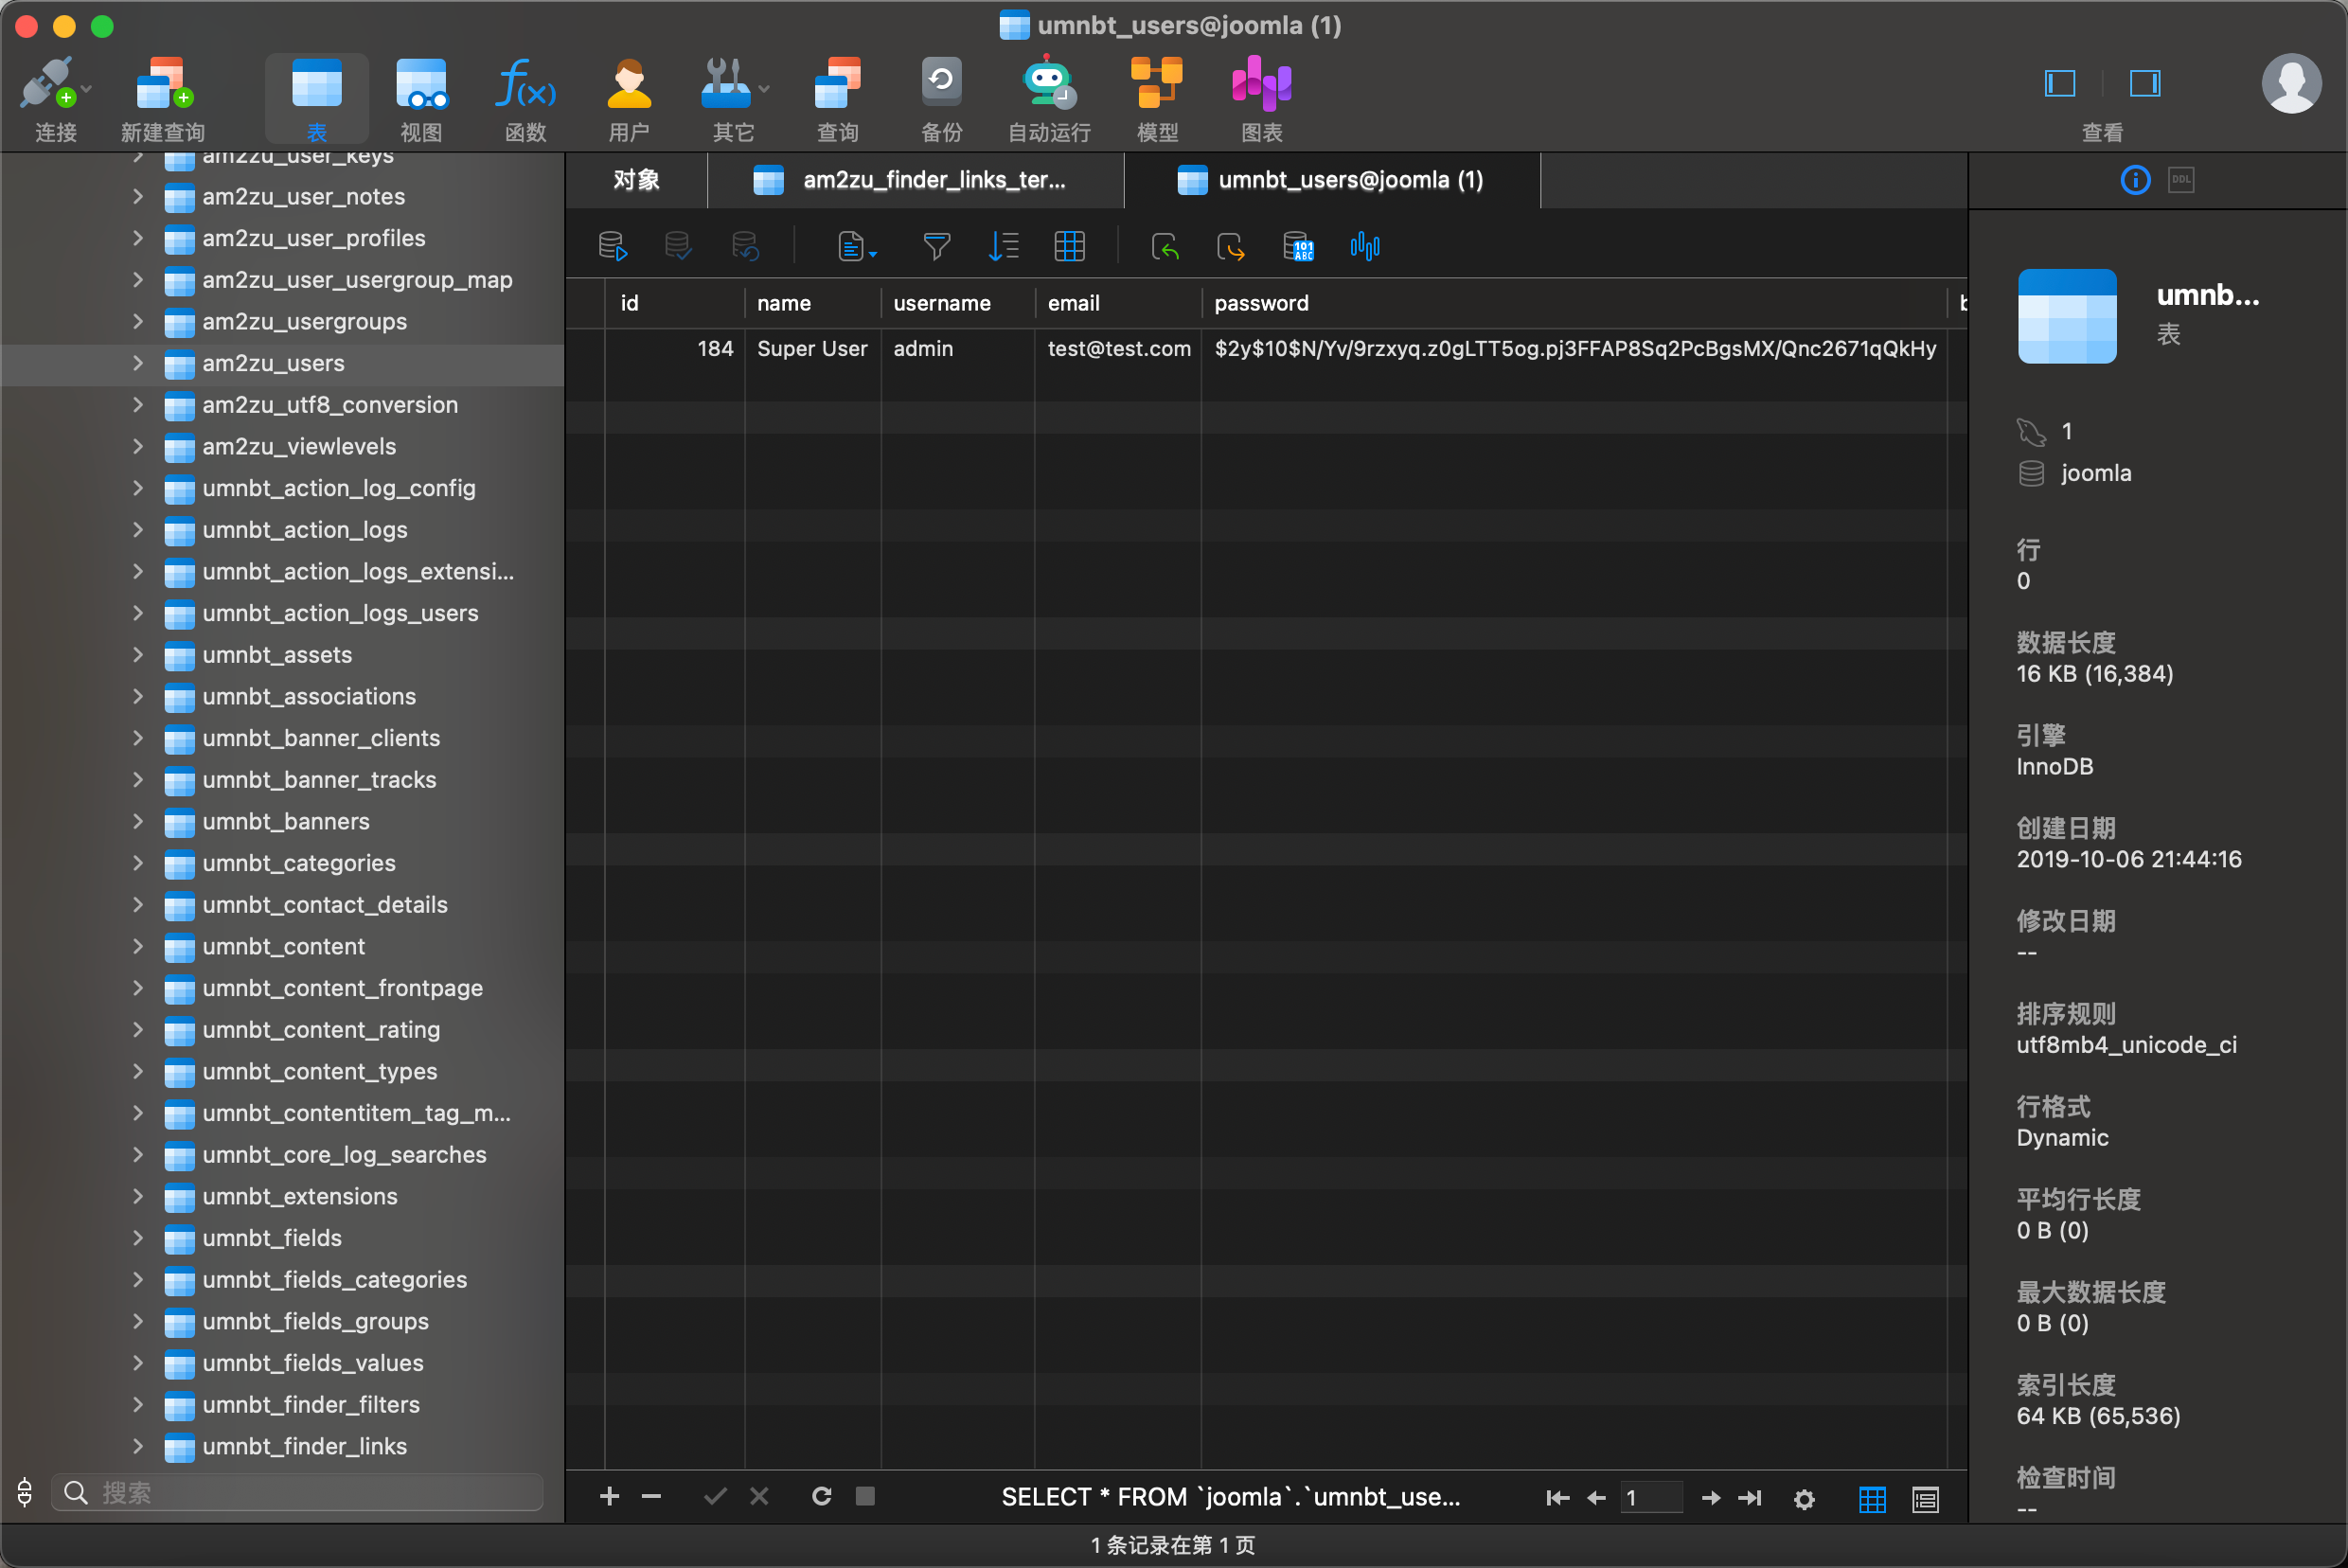 umnbt_users@joomla (1)
连接
新建查询
表
视图
函数
用户
其它
查询
备份
自动运行
模型
图表
查看
am2zu_user_keys
am2zu_user_notes
am2zu_user_profiles
am2zu_user_usergroup_map
am2zu_usergroups
am2zu_users
am2zu_utf8_conversion
am2zu_viewlevels
umnbt_action_log_config
umnbt_action_logs
umnbt_action_logs_extensi...
umnbt_action_logs_users
umnbt_assets
umnbt_associations
umnbt_banner_clients
umnbt_banner_tracks
umnbt_banners
umnbt_categories
umnbt_contact_details
umnbt_content
umnbt_content_frontpage
umnbt_content_rating
umnbt_content_types
umnbt_contentitem_tag_m...
umnbt_core_log_searches
umnbt_extensions
umnbt_fields
umnbt_fields_categories
umnbt_fields_groups
umnbt_fields_values
umnbt_finder_filters
umnbt_finder_links
搜索
对象
am2zu_finder_links_ter...
umnbt_users@joomla (1)
id name username email password b
184 Super User admin test@test.com $2y$10$N/Yv/9rzxyq.z0gLTT5og.pj3FFAP8Sq2PcBgsMX/Qnc2671qQkHy
SELECT * FROM `joomla`.`umnbt_use...
1
1 条记录在第 1 页
DDL
umnb...
表
1
joomla
行
0
数据长度
16 KB (16,384)
引擎
InnoDB
创建日期
2019-10-06 21:44:16
修改日期
--
排序规则
utf8mb4_unicode_ci
行格式
Dynamic
平均行长度
0 B (0)
最大数据长度
0 B (0)
索引长度
64 KB (65,536)
检查时间
--